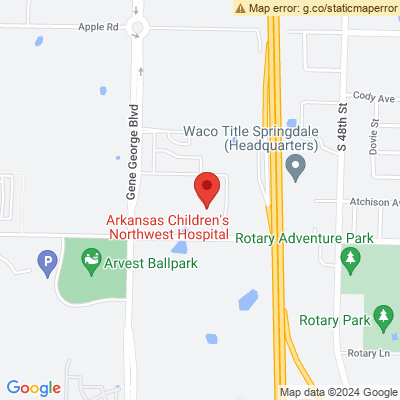 Map error: g.co/staticmaperror
Apple Rd
Cody Ave
Gene George Blvd
S 48th St
Dovie St
Waco Title Springdale
(Headquarters)
Atchison Av
Arkansas Children's
Northwest Hospital
Rotary Adventure Park
P
Arvest Ballpark
Rotary Park
Rotary Ln
Google
Map data ©2024 Google